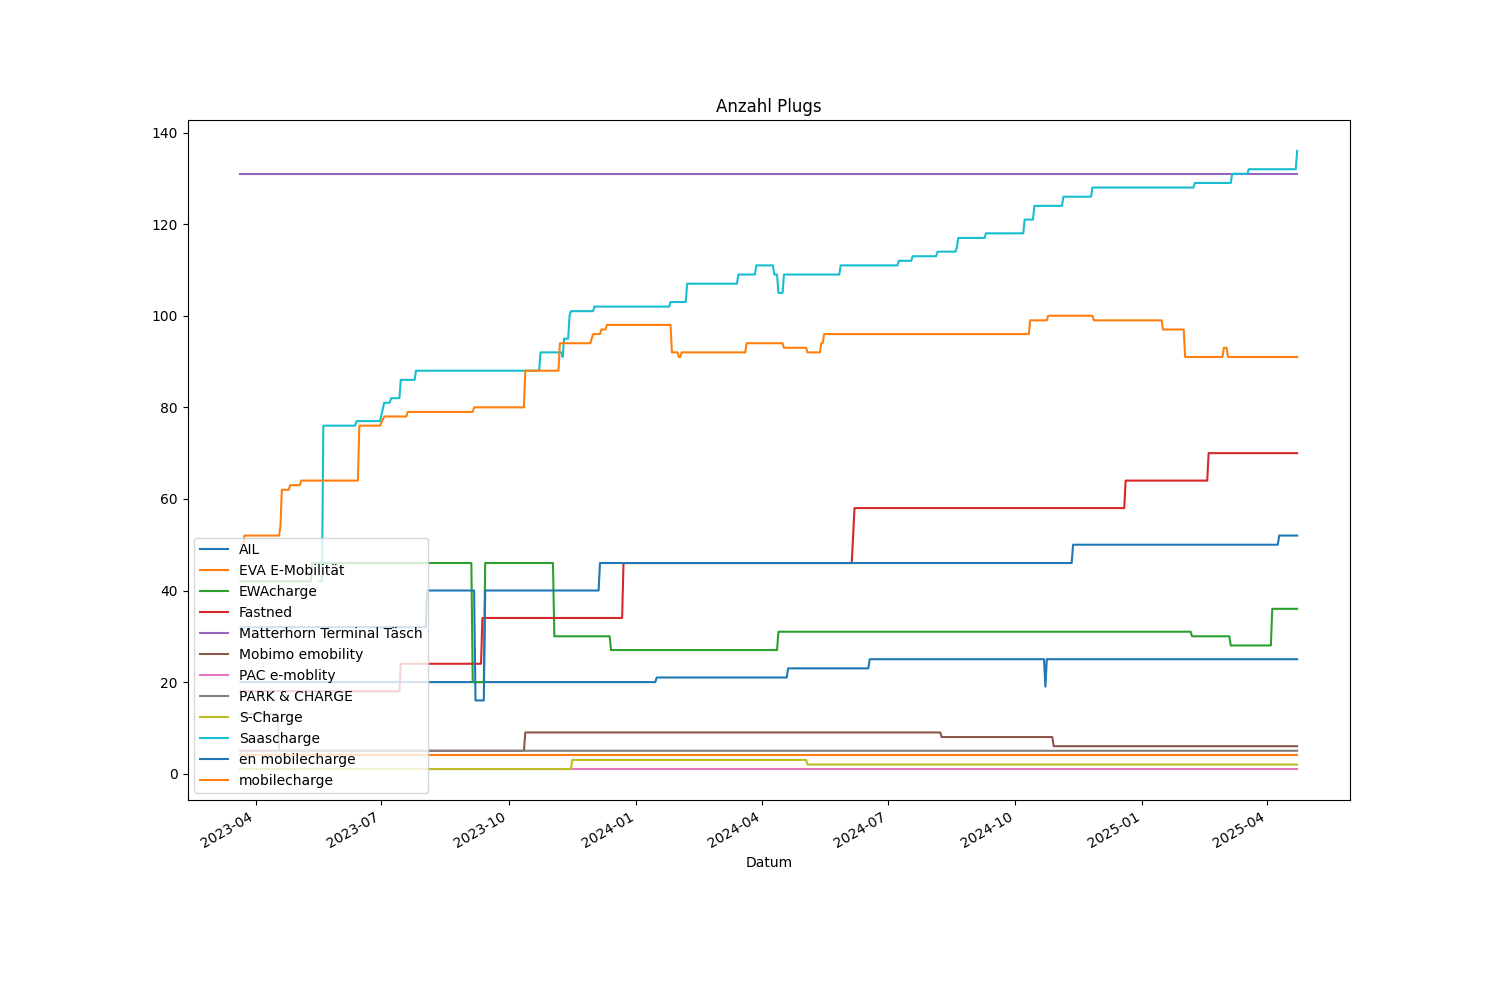 Anzahl Plugs
140
120
100
80
60
40
20
0
AIL
EVA E-Mobilität
EWAcharge
Fastned
Matterhorn Terminal Täsch
Mobimo emobility
PAC e-moblity
PARK & CHARGE
S-Charge
Saascharge
en mobilecharge
mobilecharge
2023-04
2023-07
2023-10
2024-01
2024-04
2024-07
2024-10
2025-01
2025-04
Datum